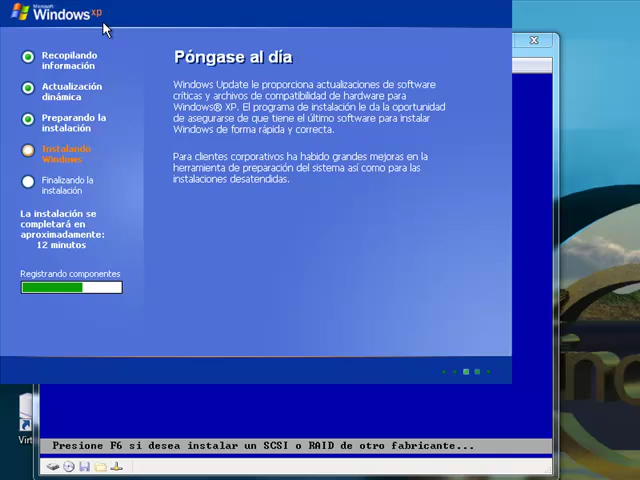 Microsoft
Windows xp
Recopilando
información
Actualización
dinámica
Preparando la
instalación
Instalando
Windows
Finalizando la
instalación
La instalación se
completará en
aproximadamente:
12 minutos
Registrando componentes
Póngase al día
Windows Update le proporciona actualizaciones de software
críticas y archivos de compatibilidad de hardware para
Windows® XP. El programa de instalación le da la oportunidad
de asegurarse de que tiene el último software para instalar
Windows de forma rápida y correcta.
Para clientes corporativos ha habido grandes mejoras en la
herramienta de preparación del sistema así como para las
instalaciones desatendidas.
Presione F6 si desea instalar un SCSI o RAID de otro fabricante...